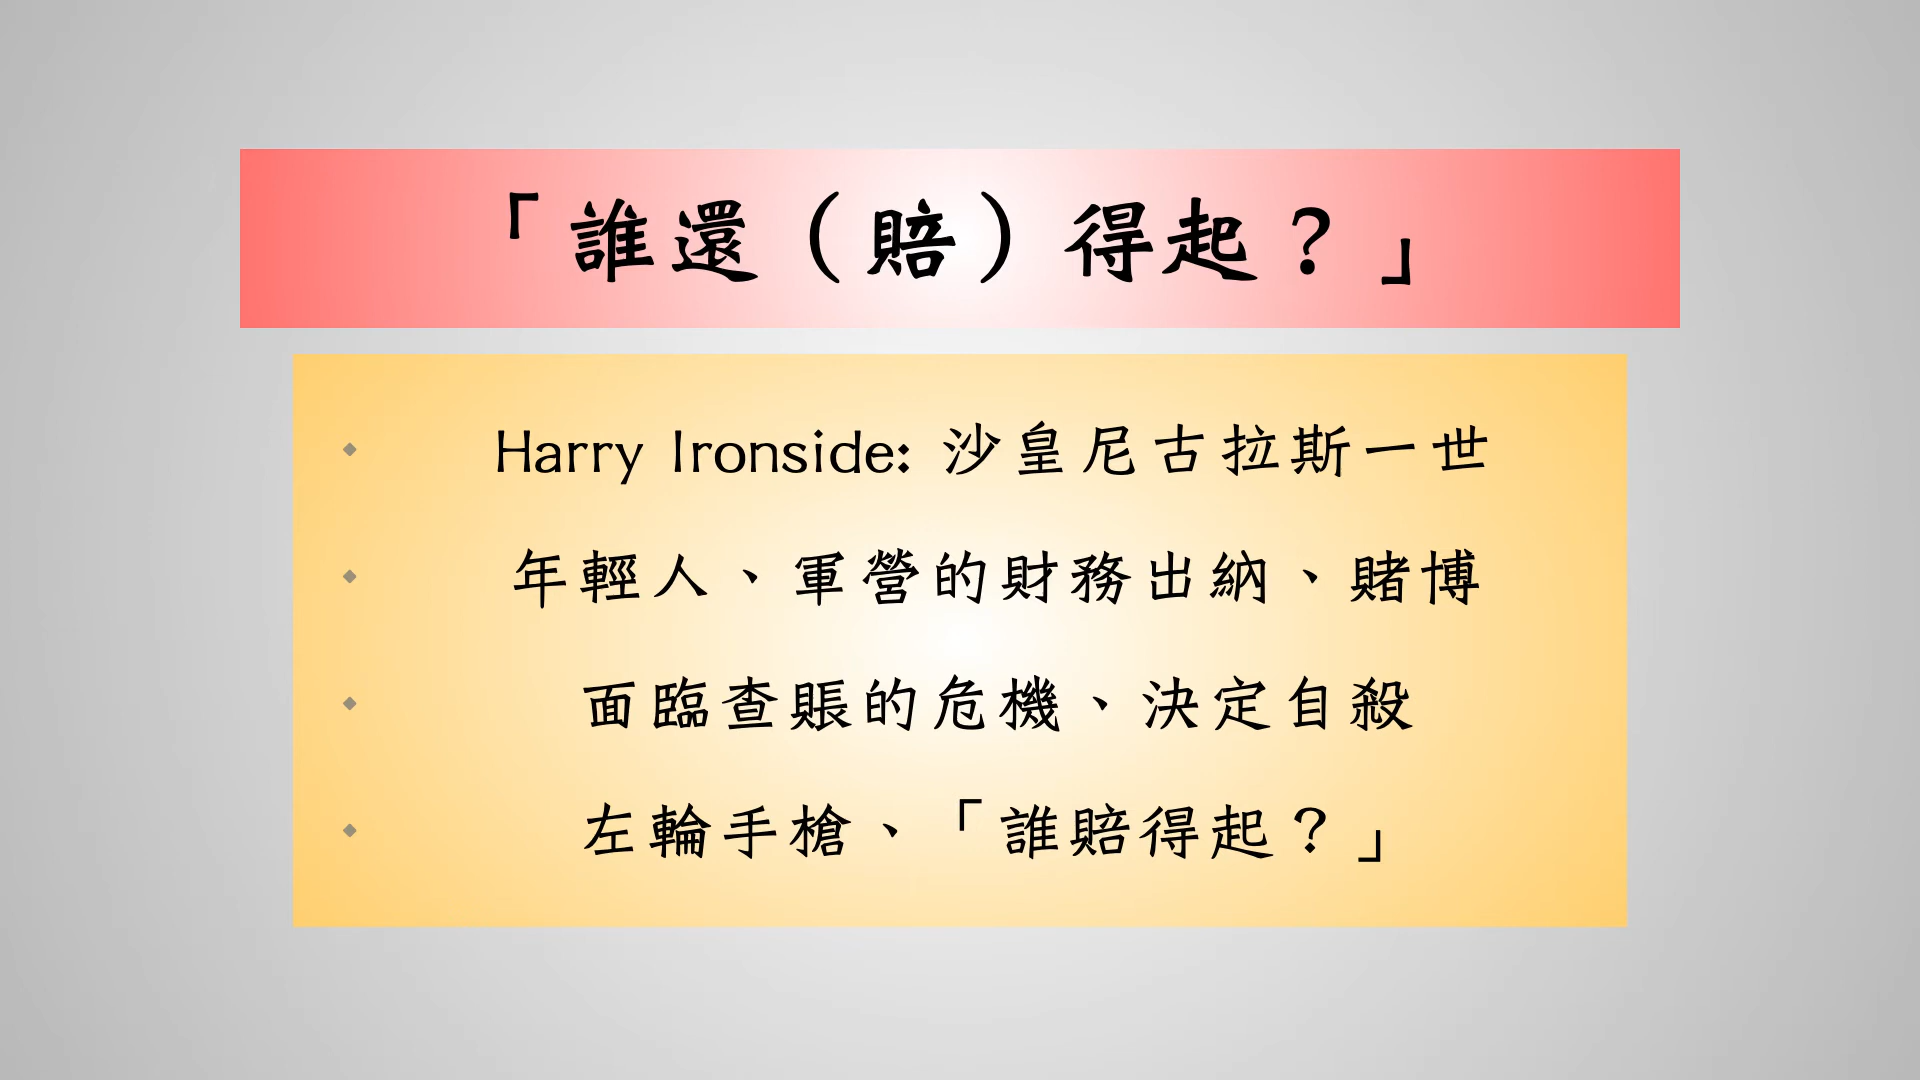 「誰還（賠）得起？」
Harry Ironside: 沙皇尼古拉斯一世
年輕人、軍營的財務出納、賭博
面臨查賬的危機、決定自殺
左輪手槍、「誰賠得起？」